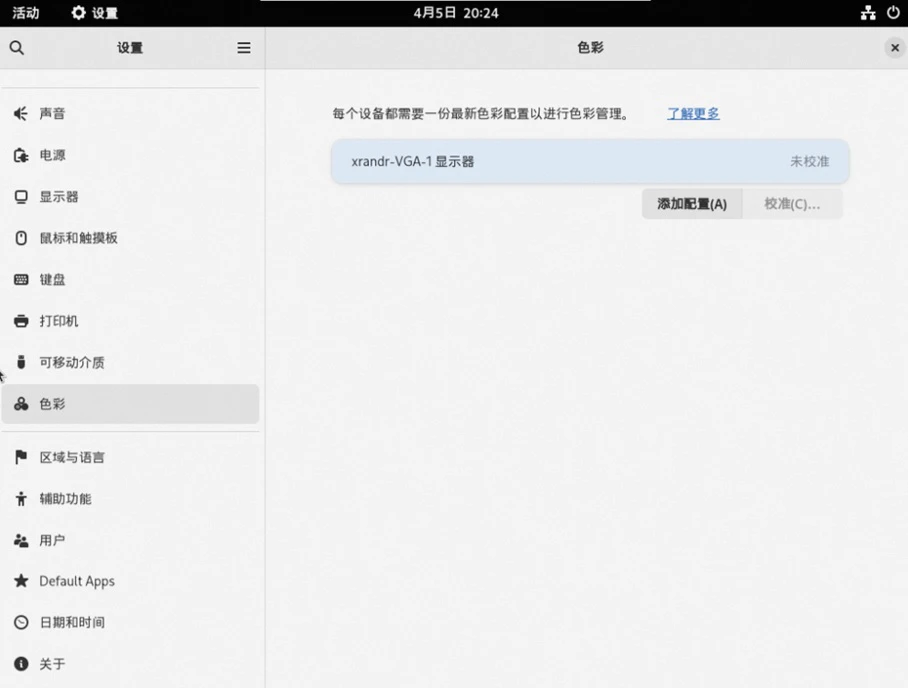 活动 设置 4月5日 20:24
设置
色彩
声音
电源
显示器
鼠标和触摸板
键盘
打印机
可移动介质
色彩
区域与语言
辅助功能
用户
Default Apps
日期和时间
关于
每个设备都需要一份最新色彩配置以进行色彩管理。 了解更多
xrandr-VGA-1 显示器 未校准
添加配置(A) 校准(C)...